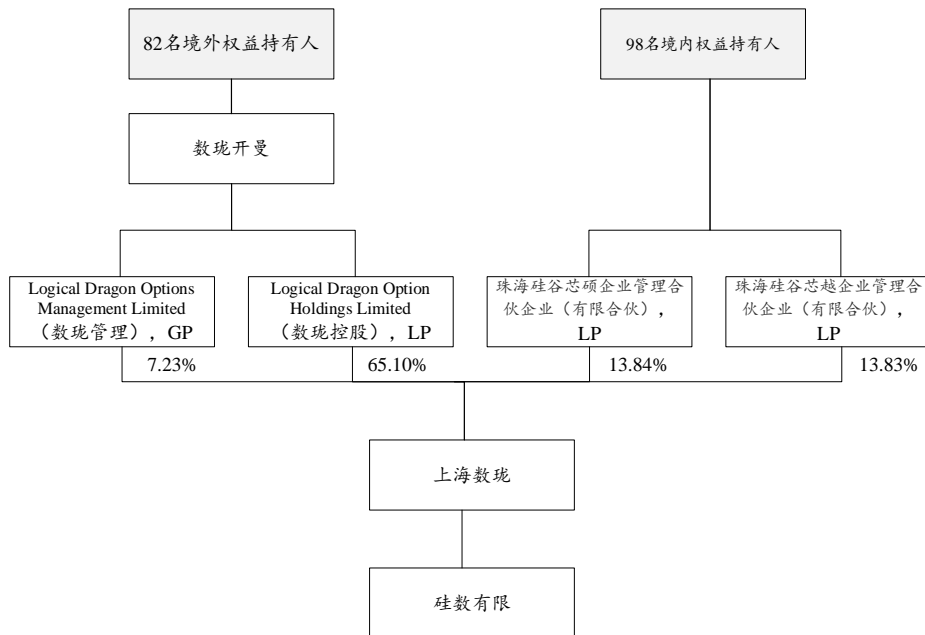 82名境外权益持有人
98名境内权益持有人
数珑开曼
Logical Dragon Options
Management Limited
（数珑管理），GP
Logical Dragon Option
Holdings Limited
（数珑控股），LP
珠海硅谷芯硕企业管理合
伙企业（有限合伙），
LP
珠海硅谷芯越企业管理合
伙企业（有限合伙），
LP
7.23%
65.10%
13.84%
13.83%
上海数珑
硅数有限